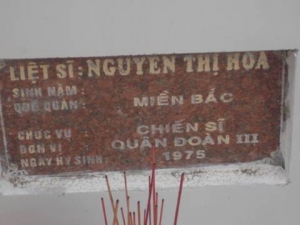 LIỆT SĨ: NGUYỄN THỊ HOA
SINH NĂM :
QUÊ QUÁN : MIỀN BẮC
CHỨC VỤ : CHIẾN SĨ
ĐƠN VỊ : QUÂN ĐOÀN III
NGÀY HY SINH : 1975